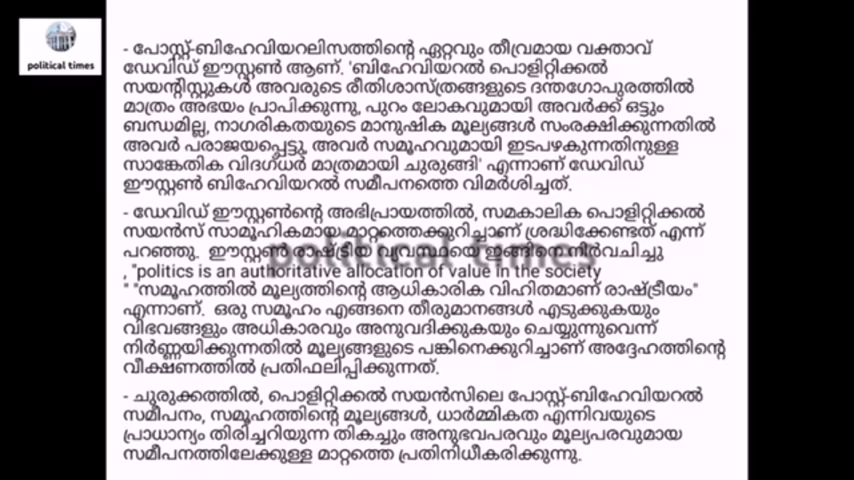 political times
- പോസ്റ്റ്-ബിഹേവിയറലിസത്തിന്റെ ഏറ്റവും തീവ്രമായ വക്താവ്
ഡേവിഡ് ഈസ്റ്റൺ ആണ്. 'ബിഹേവിയറൽ പൊളിറ്റിക്കൽ
സയന്റിസ്റ്റുകൾ അവരുടെ രീതിശാസ്ത്രങ്ങളുടെ ദന്തഗോപുരത്തിൽ
മാത്രം അഭയം പ്രാപിക്കുന്നു, പുറം ലോകവുമായി അവർക്ക് ഒട്ടും
ബന്ധമില്ല, നാഗരികതയുടെ മാനുഷിക മൂല്യങ്ങൾ സംരക്ഷിക്കുന്നതിൽ
അവർ പരാജയപ്പെട്ടു, അവർ സമൂഹവുമായി ഇടപഴകുന്നതിനുള്ള
സാങ്കേതിക വിദഗ്ധർ മാത്രമായി ചുരുങ്ങി' എന്നാണ് ഡേവിഡ്
ഈസ്റ്റൺ ബിഹേവിയറൽ സമീപനത്തെ വിമർശിച്ചത്.
- ഡേവിഡ് ഈസ്റ്റൺന്റെ അഭിപ്രായത്തിൽ, സമകാലിക പൊളിറ്റിക്കൽ
സയൻസ് സാമൂഹികമായ മാറ്റത്തെക്കുറിച്ചാണ് ശ്രദ്ധിക്കേണ്ടത് എന്ന്
പറഞ്ഞു. ഈസ്റ്റൺ രാഷ്ട്രീയ വ്യവസ്ഥയെ ഇങ്ങിനെനിർവചിച്ചു
political times
, "politics is an authoritative allocation of value in the society
" "സമൂഹത്തിൽ മൂല്യത്തിന്റെ ആധികാരിക വിഹിതമാണ് രാഷ്ട്രീയം"
എന്നാണ്. ഒരു സമൂഹം എങ്ങനെ തീരുമാനങ്ങൾ എടുക്കുകയും
വിഭവങ്ങളും അധികാരവും അനുവദിക്കുകയും ചെയ്യുന്നുവെന്ന്
നിർണ്ണയിക്കുന്നതിൽ മൂല്യങ്ങളുടെ പങ്കിനെക്കുറിച്ചാണ് അദ്ദേഹത്തിന്റെ
വീക്ഷണത്തിൽ പ്രതിഫലിപ്പിക്കുന്നത്.
- ചുരുക്കത്തിൽ, പൊളിറ്റിക്കൽ സയൻസിലെ പോസ്റ്റ്-ബിഹേവിയറൽ
സമീപനം, സമൂഹത്തിന്റെ മൂല്യങ്ങൾ, ധാർമ്മികത എന്നിവയുടെ
പ്രാധാന്യം തിരിച്ചറിയുന്ന തികച്ചും അനുഭവപരവും മൂല്യപരവുമായ
സമീപനത്തിലേക്കുള്ള മാറ്റത്തെ പ്രതിനിധീകരിക്കുന്നു.